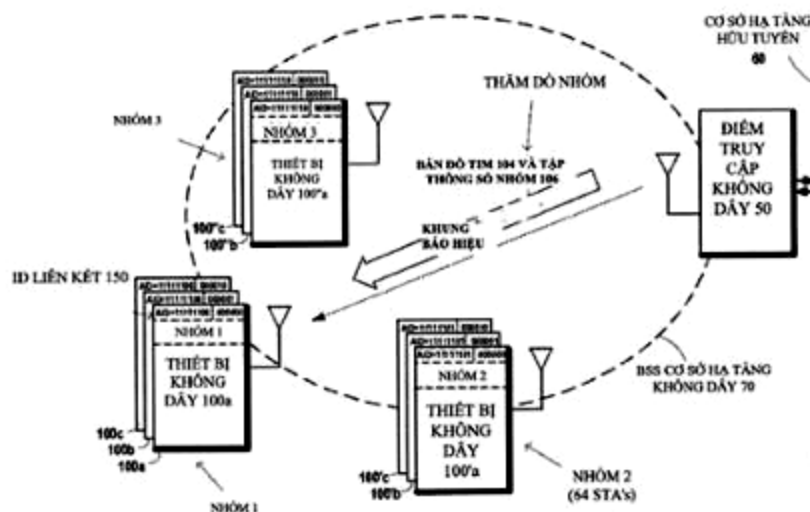 CƠ SỞ HẠ TẦNG
HỮU TUYẾN
60
THĂM DÒ NHÓM
NHÓM 3
NHÓM 3
THIẾT BỊ
KHÔNG
DÂY 100"a
100"c
100"b
BẢN ĐỒ TIM 104 VÀ TẬP
THÔNG SỐ NHÓM 106
KHUNG
BÁO HIỆU
ĐIỂM
TRUY
CẬP
KHÔNG
DÂY 50
ID LIÊN KẾT 150
NHÓM 1
THIẾT BỊ
KHÔNG
DÂY 100a
100c
100b
100a
NHÓM 1
NHÓM 2
THIẾT BỊ
KHÔNG
DÂY
100'a
100'c
100'b
BSS CƠ SỞ HẠ TẦNG
KHÔNG DÂY 70
NHÓM 2
(64 STA's)